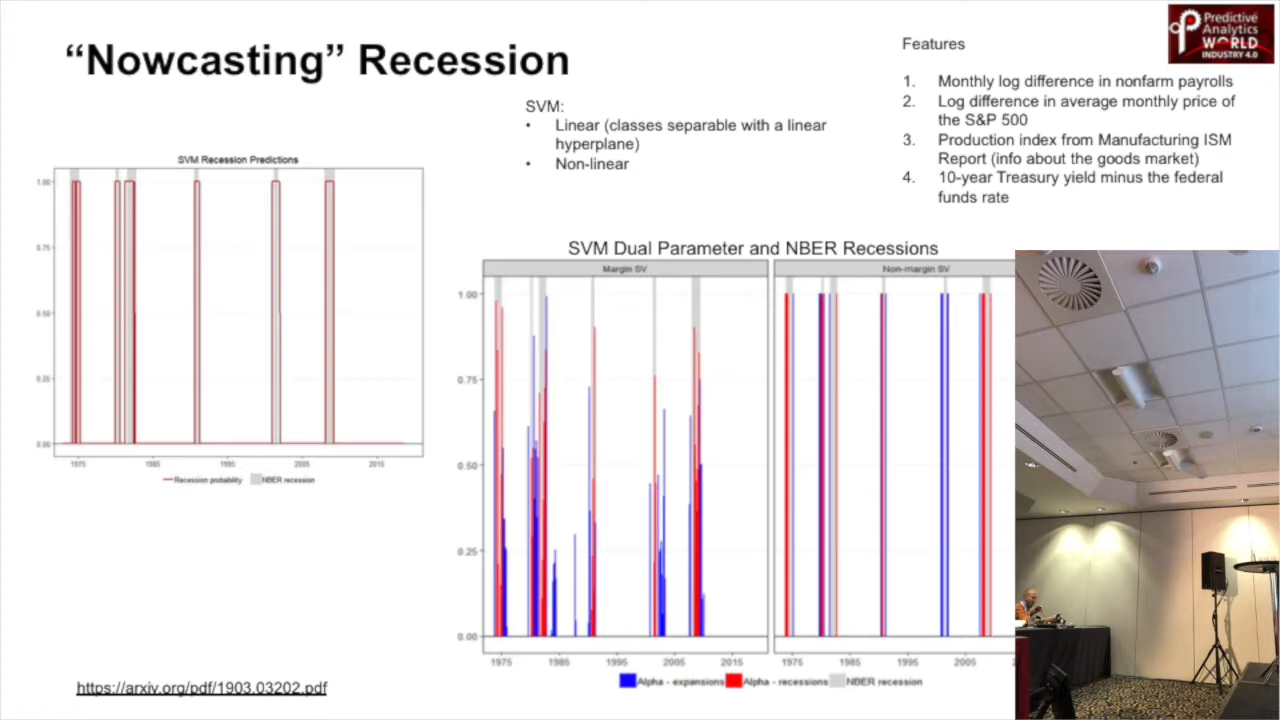 “Nowcasting” Recession
Predictive
Analytics
WORLD
INDUSTRY 4.0
Features
1. Monthly log difference in nonfarm payrolls
2. Log difference in average monthly price of
the S&P 500
3. Production index from Manufacturing ISM
Report (info about the goods market)
4. 10-year Treasury yield minus the federal
funds rate
SVM:
• Linear (classes separable with a linear
hyperplane)
• Non-linear
SVM Recession Predictions
1.00
0.75
0.50
0.25
0.00
1975 1985 1995 2005 2015
Recession probability NBER recession
SVM Dual Parameter and NBER Recessions
Margin SV Non-margin SV
1.00
0.75
0.50
0.25
0.00
1975 1985 1995 2005 2015 1975 1985 1995 2005
Alpha - expansions Alpha - recessions NBER recession
https://arxiv.org/pdf/1903.03202.pdf